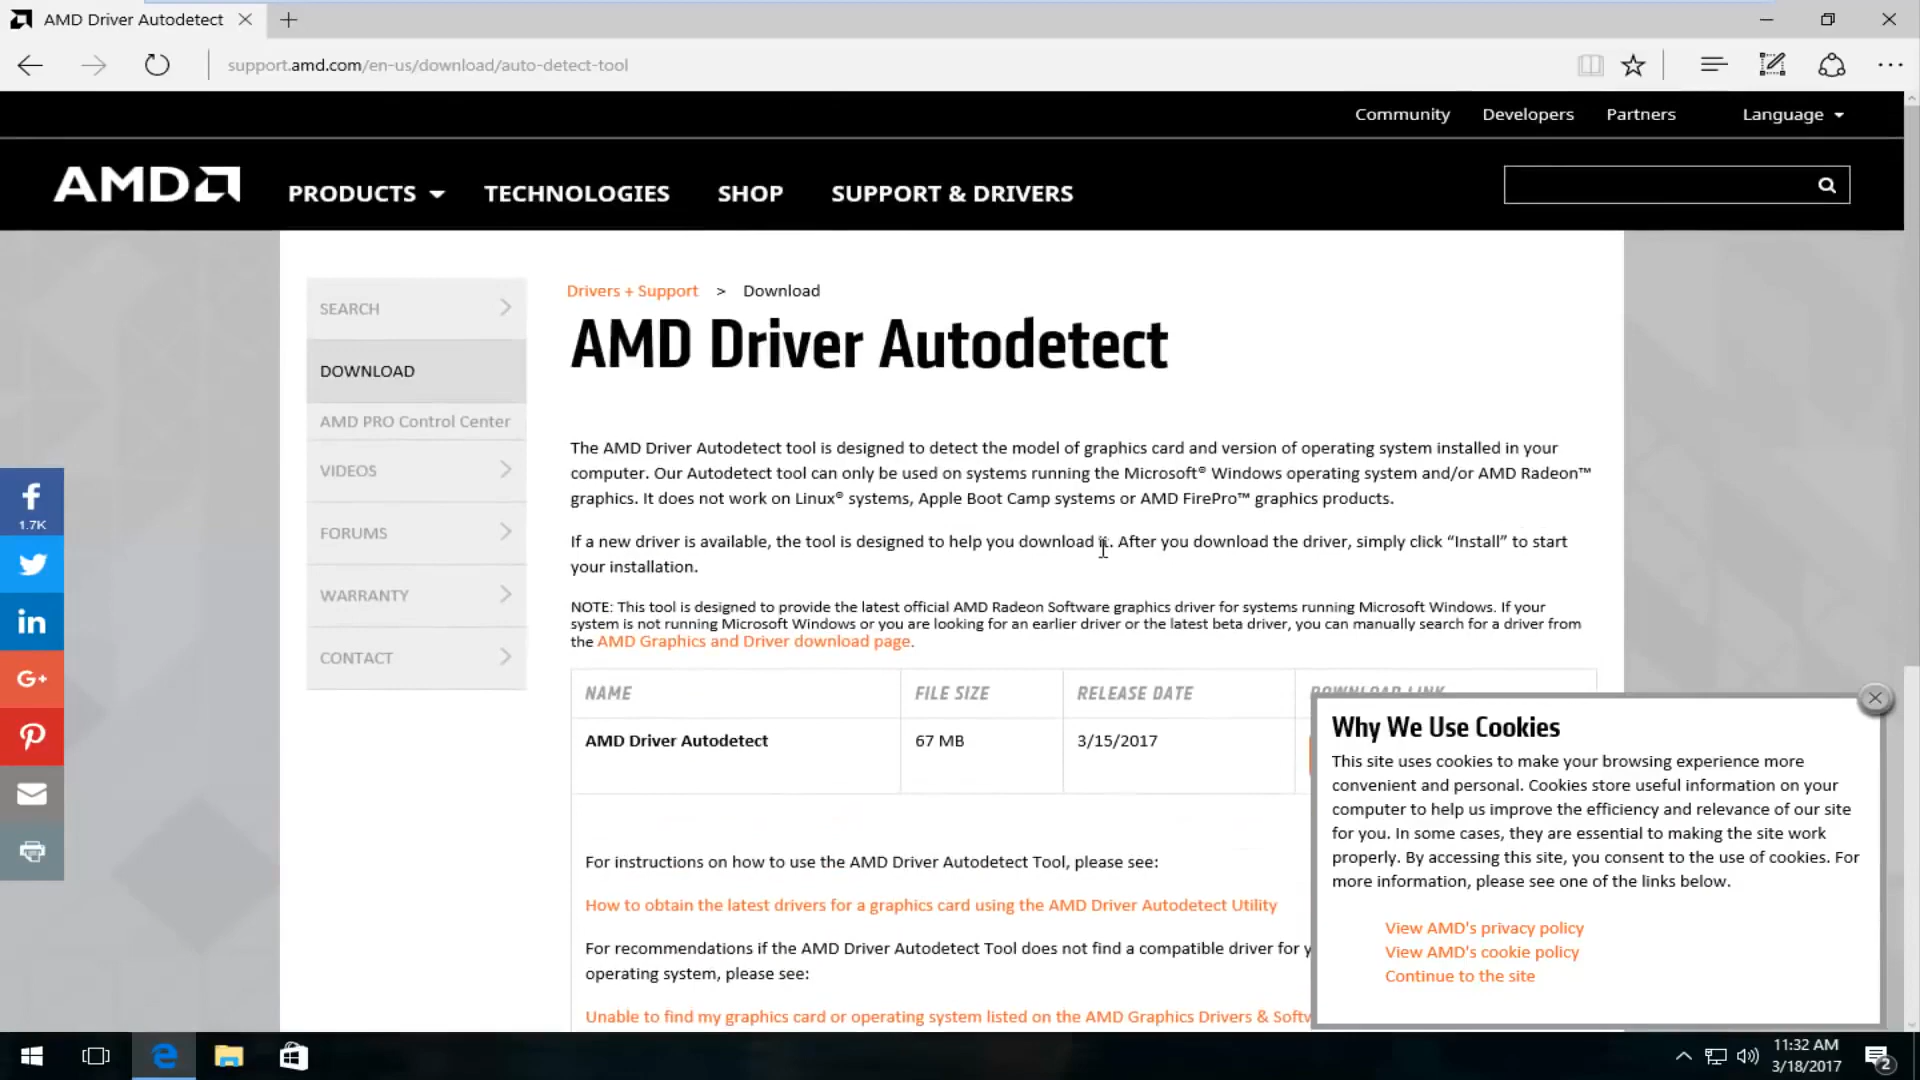 AMD Driver Autodetect
support.amd.com/en-us/download/auto-detect-tool
Community Developers Partners Language
AMD
PRODUCTS TECHNOLOGIES SHOP SUPPORT & DRIVERS
SEARCH
DOWNLOAD
AMD PRO Control Center
VIDEOS
FORUMS
WARRANTY
CONTACT
1.7K
G+
Drivers + Support > Download
AMD Driver Autodetect
The AMD Driver Autodetect tool is designed to detect the model of graphics card and version of operating system installed in your
computer. Our Autodetect tool can only be used on systems running the Microsoft® Windows operating system and/or AMD Radeon™
graphics. It does not work on Linux® systems, Apple Boot Camp systems or AMD FirePro™ graphics products.
If a new driver is available, the tool is designed to help you download it. After you download the driver, simply click “Install” to start
your installation.
NOTE: This tool is designed to provide the latest official AMD Radeon Software graphics driver for systems running Microsoft Windows. If your
system is not running Microsoft Windows or you are looking for an earlier driver or the latest beta driver, you can manually search for a driver from
the AMD Graphics and Driver download page.
NAME FILE SIZE RELEASE DATE DOWNLOAD LINK
AMD Driver Autodetect 67 MB 3/15/2017
For instructions on how to use the AMD Driver Autodetect Tool, please see:
How to obtain the latest drivers for a graphics card using the AMD Driver Autodetect Utility
For recommendations if the AMD Driver Autodetect Tool does not find a compatible driver for
operating system, please see:
Unable to find my graphics card or operating system listed on the AMD Graphics Drivers &
Why We Use Cookies
This site uses cookies to make your browsing experience more
convenient and personal. Cookies store useful information on your
computer to help us improve the efficiency and relevance of our site
for you. In some cases, they are essential to making the site work
properly. By accessing this site, you consent to the use of cookies. For
more information, please see one of the links below.
View AMD's privacy policy
View AMD's cookie policy
Continue to the site
11:32 AM
3/18/2017
2